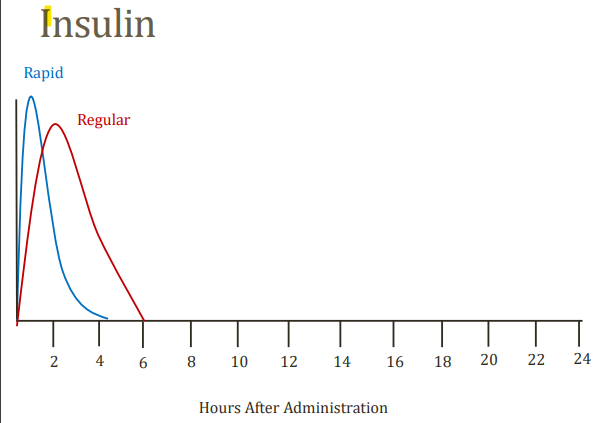 Insulin
Rapid
Regular
2 4 6 8 10 12 14 16 18 20 22 24
Hours After Administration